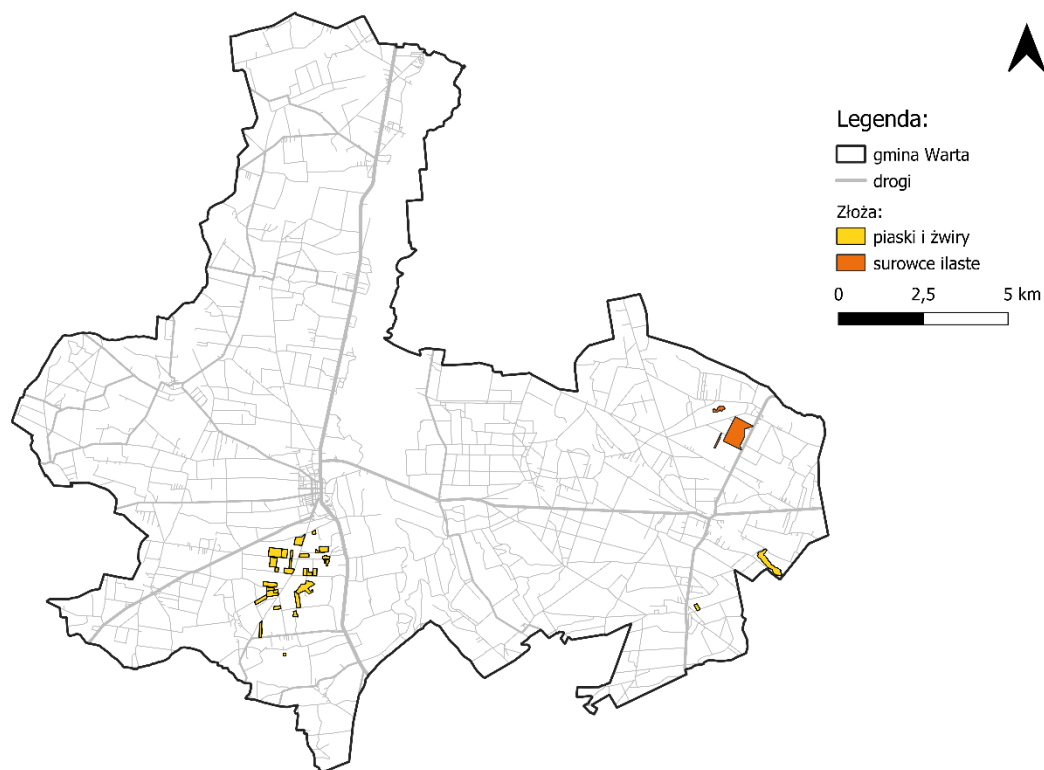 Legenda:
gmina Warta
drogi
Złoża:
piaski i żwiry
surowce ilaste
0 2,5 5 km